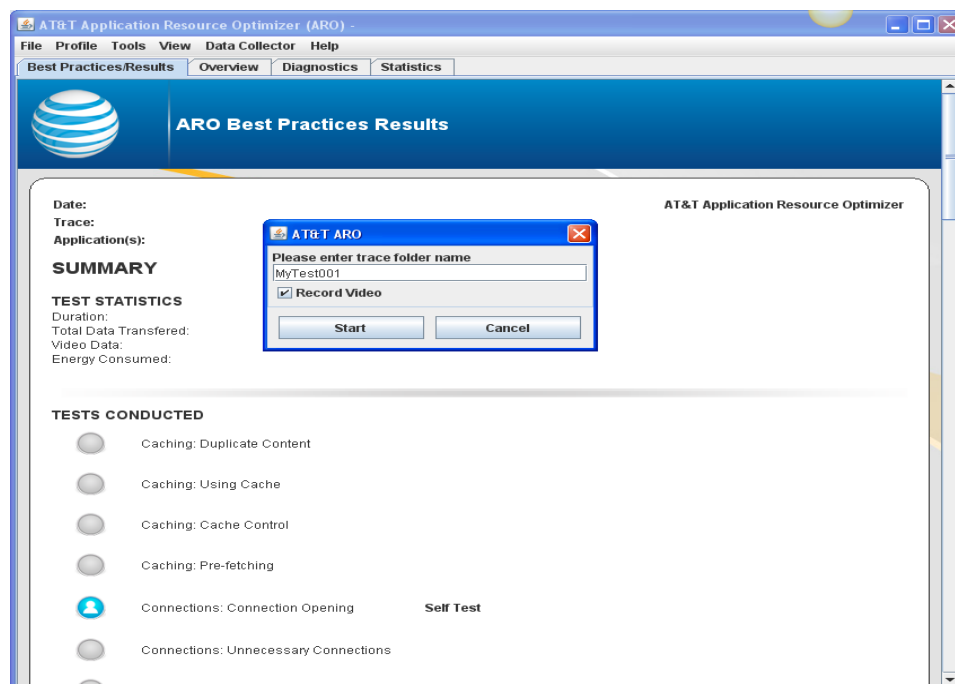 AT&T Application Resource Optimizer (ARO) -
File Profile Tools View Data Collector Help
Best Practices/Results Overview Diagnostics Statistics
ARO Best Practices Results
Date:
AT&T Application Resource Optimizer
Trace:
Application(s):
SUMMARY
TEST STATISTICS
Duration:
Total Data Transfered:
Video Data:
Energy Consumed:
AT&T ARO
Please enter trace folder name
MyTest001
Record Video
Start Cancel
TESTS CONDUCTED
Caching: Duplicate Content
Caching: Using Cache
Caching: Cache Control
Caching: Pre-fetching
Connections: Connection Opening Self Test
Connections: Unnecessary Connections